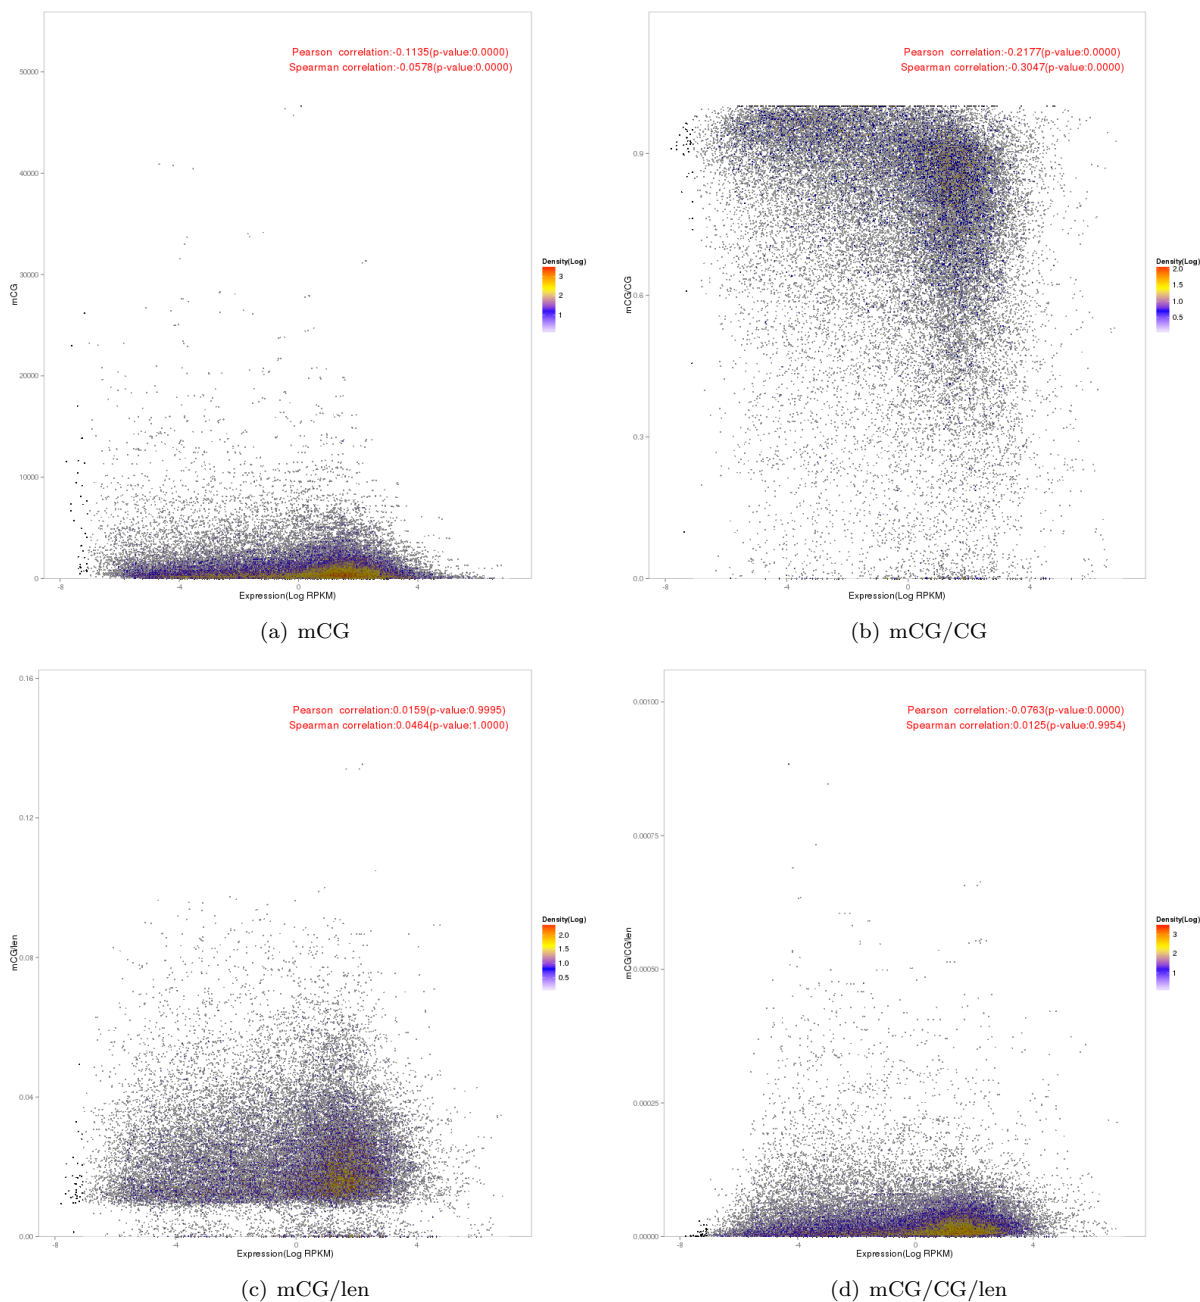 Pearson correlation:-0.1135(p-value:0.0000)
Spearman correlation:-0.0578(p-value:0.0000)
50000
40000
30000
20000
10000
0
mCG
-8
-4
0
4
Expression(Log RPKM)
Density(Log)
3
2
1
(a) mCG
Pearson correlation:-0.2177(p-value:0.0000)
Spearman correlation:-0.3047(p-value:0.0000)
0.9
0.6
0.3
0.0
mCG/CG
-8
-4
0
4
Expression(Log RPKM)
Density(Log)
2.0
1.5
1.0
0.5
(b) mCG/CG
Pearson correlation:0.0159(p-value:0.9995)
Spearman correlation:0.0464(p-value:1.0000)
0.16
0.12
0.08
0.04
0.00
mCG/len
-8
-4
0
4
Expression(Log RPKM)
Density(Log)
2.0
1.5
1.0
0.5
(c) mCG/len
Pearson correlation:-0.0763(p-value:0.0000)
Spearman correlation:0.0125(p-value:0.9954)
0.00100
0.00075
0.00050
0.00025
0.00000
mCG/CG/len
-8
-4
0
4
Expression(Log RPKM)
Density(Log)
3
2
1
(d) mCG/CG/len